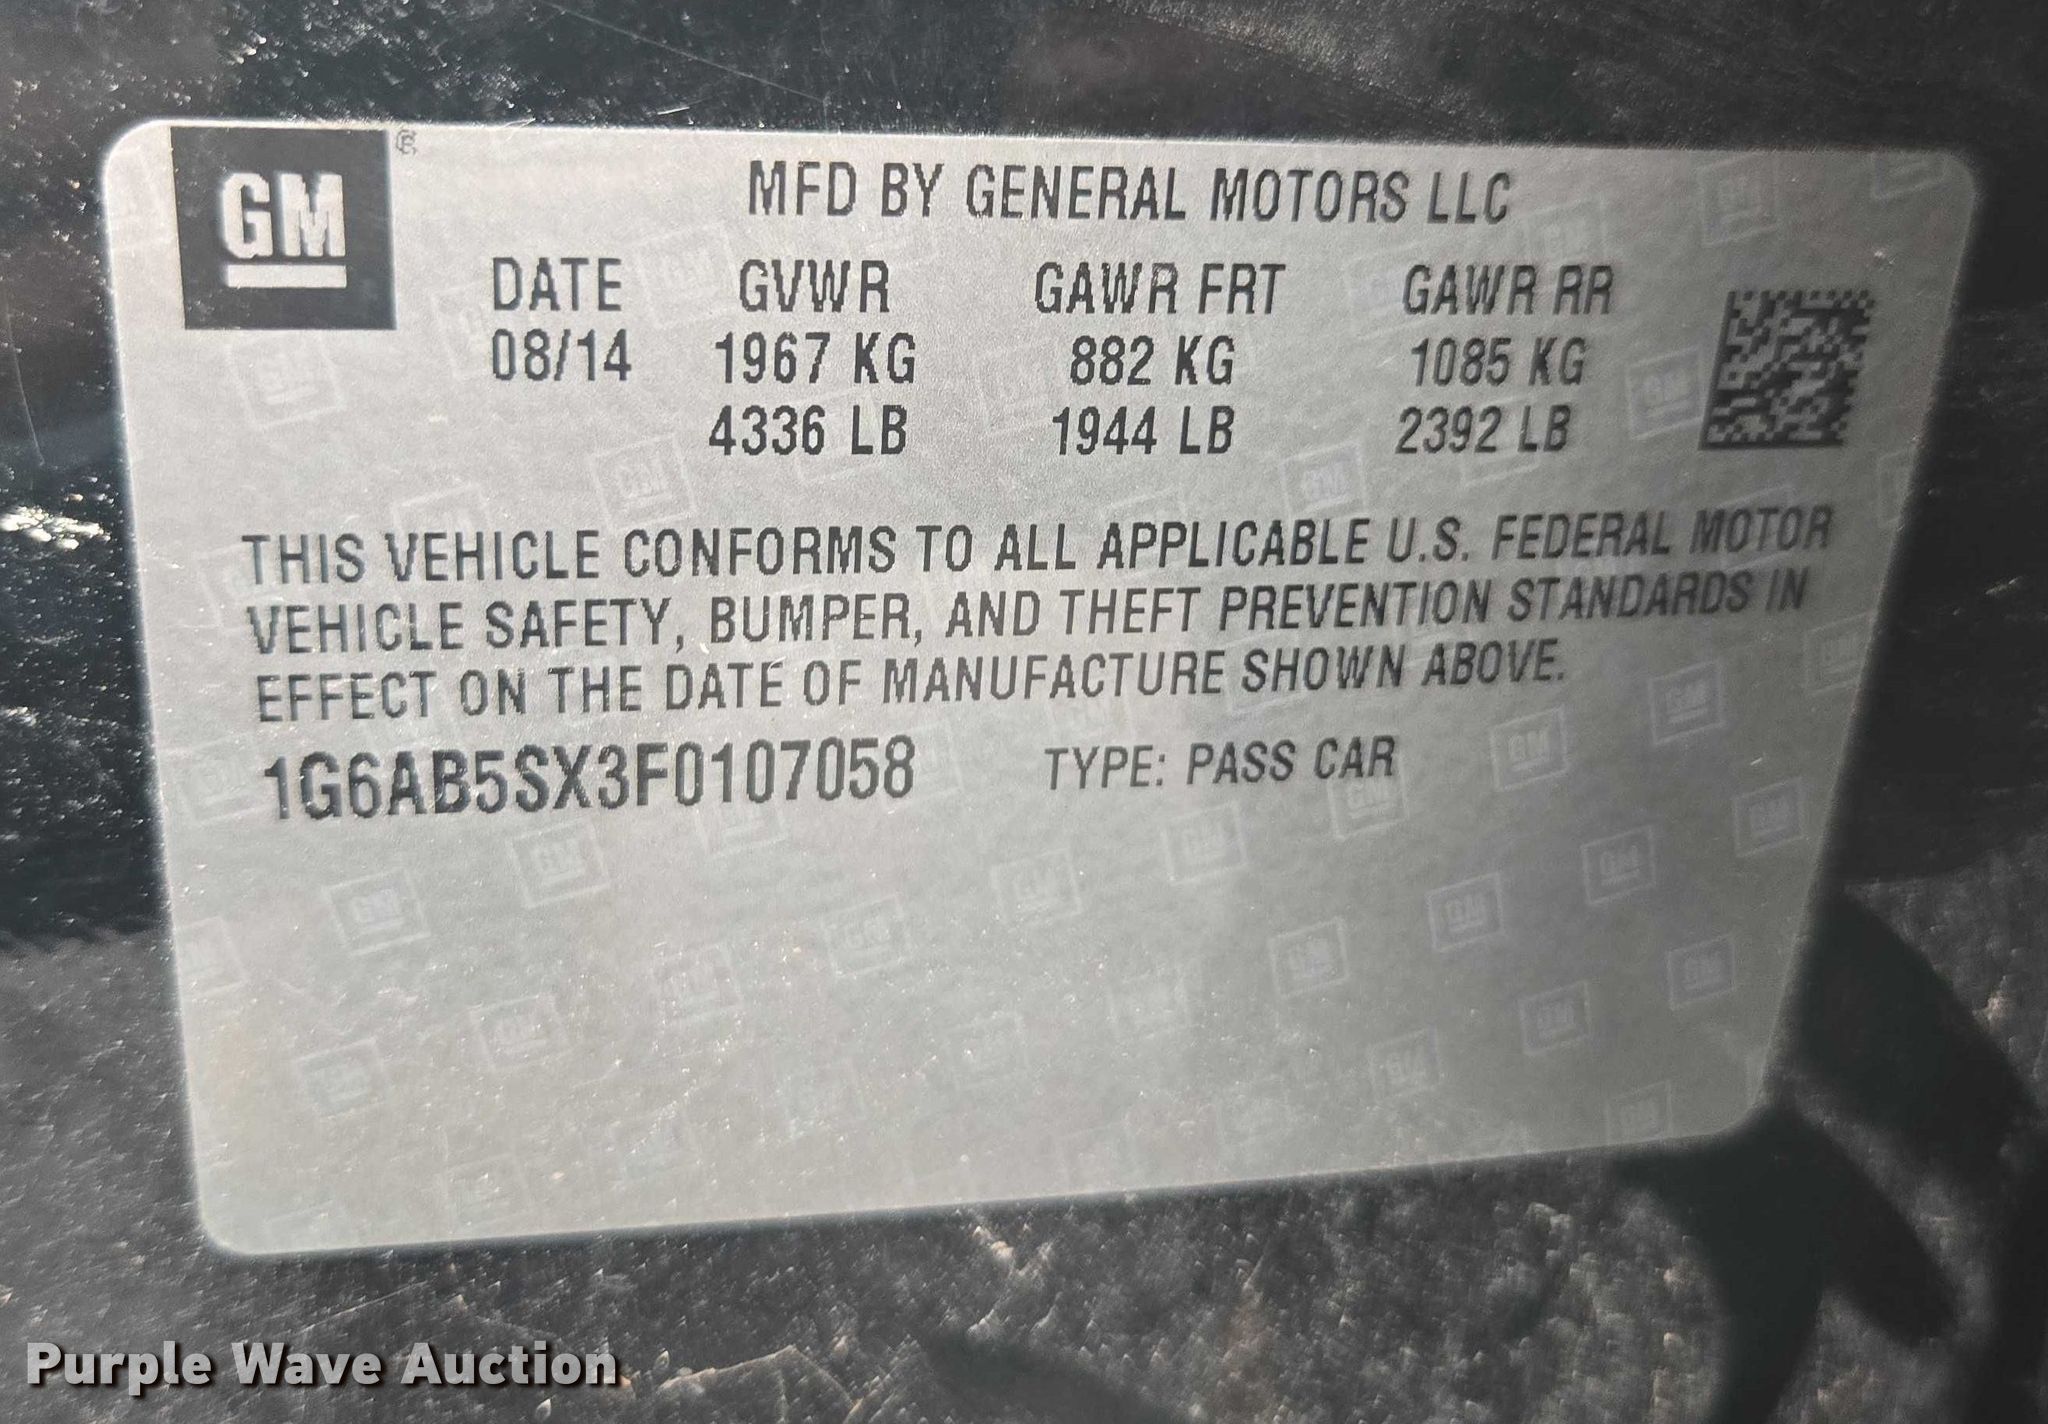 GM
MFD BY GENERAL MOTORS LLC
DATE GVWR GAWR FRT GAWR RR
08/14 1967 KG 882 KG 1085 KG
4336 LB 1944 LB 2392 LB
THIS VEHICLE CONFORMS TO ALL APPLICABLE U.S. FEDERAL MOTOR
VEHICLE SAFETY, BUMPER, AND THEFT PREVENTION STANDARDS IN
EFFECT ON THE DATE OF MANUFACTURE SHOWN ABOVE.
1G6AB5SX3F0107058 TYPE: PASS CAR
Purple Wave Auction